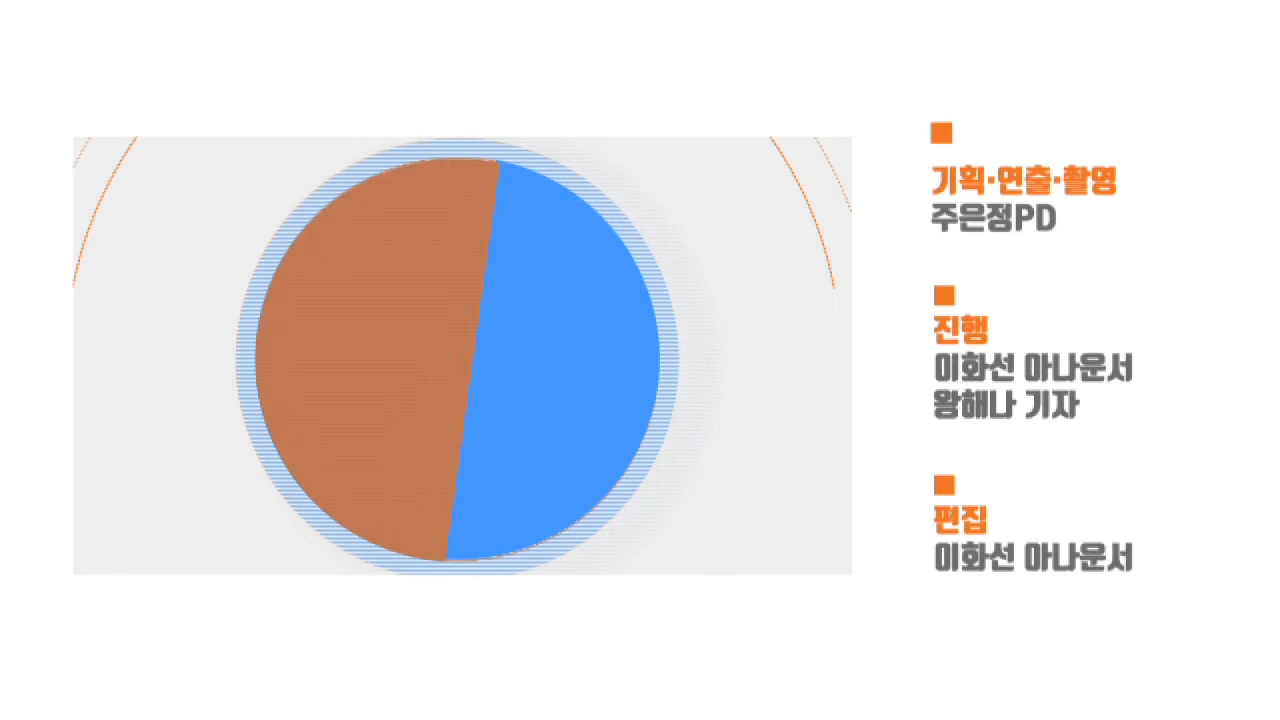 기획·연출·촬영
주은정PD
진행
이화선 아나운서
왕해나 기자
편집
이화선 아나운서